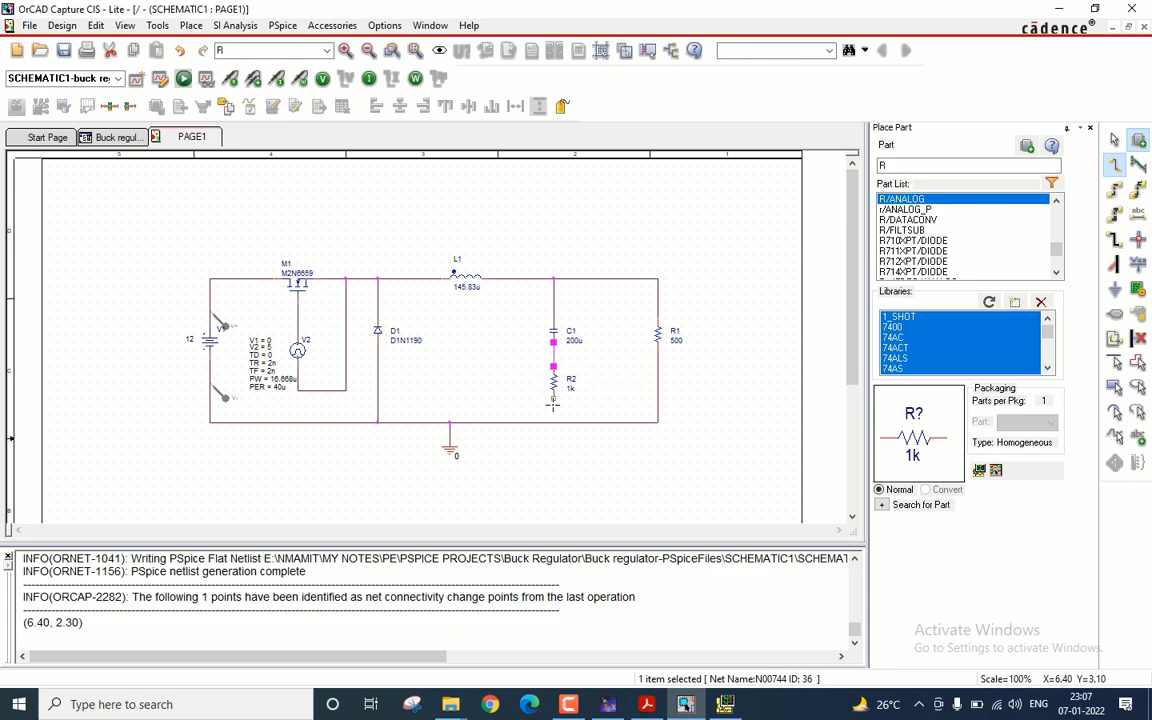 OrCAD Capture CIS - Lite - [/ - (SCHEMATIC1 : PAGE1)]
File Design Edit View Tools Place SI Analysis PSpice Accessories Options Window Help
cādence®
R
SCHEMATIC1-buck re
Start Page
Buck regul...
PAGE1
5 4 3 2 1
Place Part
Part
R
Part List:
R/ANALOG
r/ANALOG_P
R/DATACONV
R/FILTSUB
R710XPT/DIODE
R711XPT/DIODE
R712XPT/DIODE
R714XPT/DIODE
Libraries:
1_SHOT
7400
74AC
74ACT
74ALS
74AS
Packaging
Parts per Pkg: 1
Part:
Type: Homogeneous
R?
1k
Normal Convert
Search for Part
M1
M2N6659
L1
145.83u
12
V1 = 0
V2 = 5
TD = 0
TR = 2n
TF = 2n
PW = 16.668u
PER = 40u
V2
D1
D1N1190
C1
200u
R1
500
R2
1k
0
INFO(ORNET-1041): Writing PSpice Flat Netlist E:\NMAMIT\MY NOTES\PE\PSPICE PROJECTS\Buck Regulator\Buck regulator-PSpiceFiles\SCHEMATIC1\SCHEMAT
INFO(ORNET-1156): PSpice netlist generation complete
INFO(ORCAP-2282): The following 1 points have been identified as net connectivity change points from the last operation
(6.40, 2.30)
Activate Windows
Go to Settings to activate Windows.
1 item selected [ Net Name:N00744 ID: 36 ] Scale=100% X=6.40 Y=3.10
Type here to search
26°C
ENG
23:07
07-01-2022